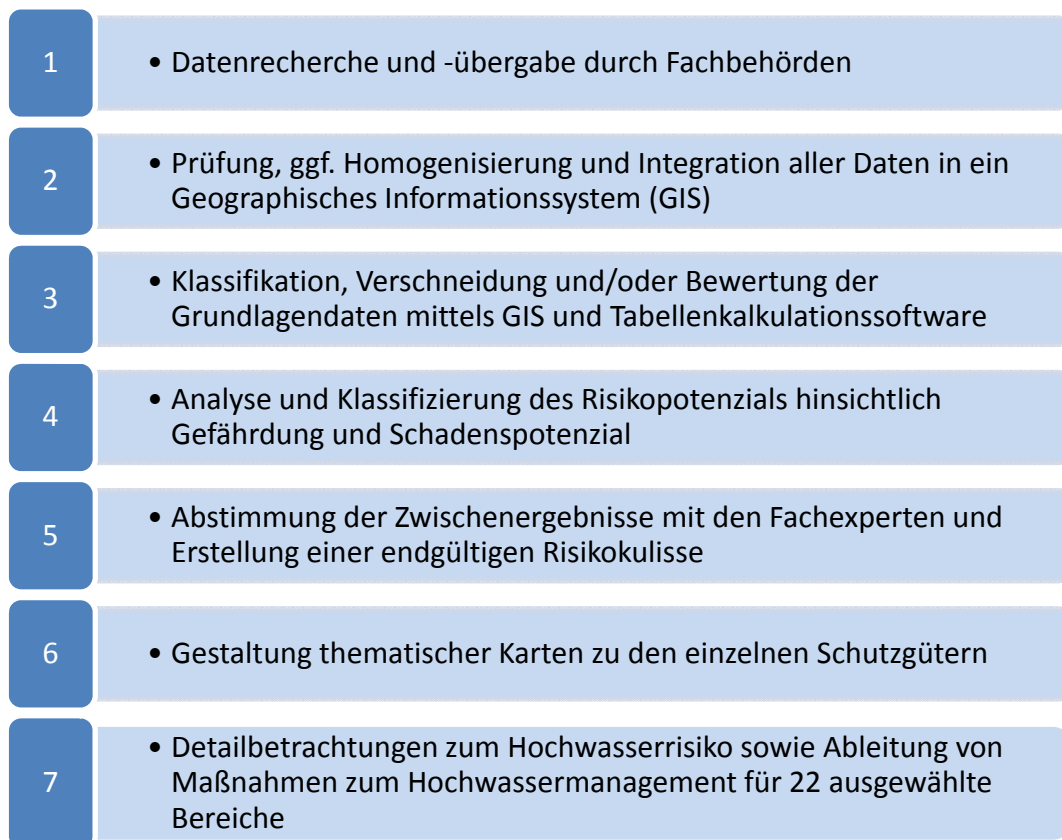 1
• Datenrecherche und -übergabe durch Fachbehörden
2
• Prüfung, ggf. Homogenisierung und Integration aller Daten in ein
Geographisches Informationssystem (GIS)
3
• Klassifikation, Verschneidung und/oder Bewertung der
Grundlagendaten mittels GIS und Tabellenkalkulationssoftware
4
• Analyse und Klassifizierung des Risikopotenzials hinsichtlich
Gefährdung und Schadenspotenzial
5
• Abstimmung der Zwischenergebnisse mit den Fachexperten und
Erstellung einer endgültigen Risikokulisse
6
• Gestaltung thematischer Karten zu den einzelnen Schutzgütern
7
• Detailbetrachtungen zum Hochwasserrisiko sowie Ableitung von
Maßnahmen zum Hochwassermanagement für 22 ausgewählte
Bereiche